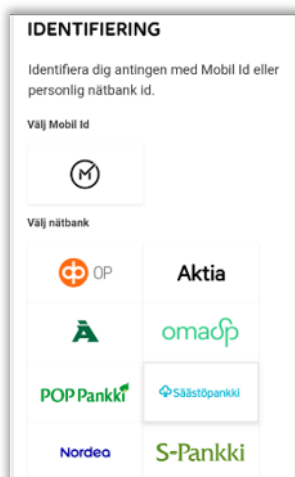 IDENTIFIERING
Identifiera dig antingen med Mobil Id eller
personlig nätbank id.
Välj Mobil Id
M
Välj nätbank
OP
Aktia
Å
omasp
POP Pankki
Säästöpankki
Nordea
S-Pankki